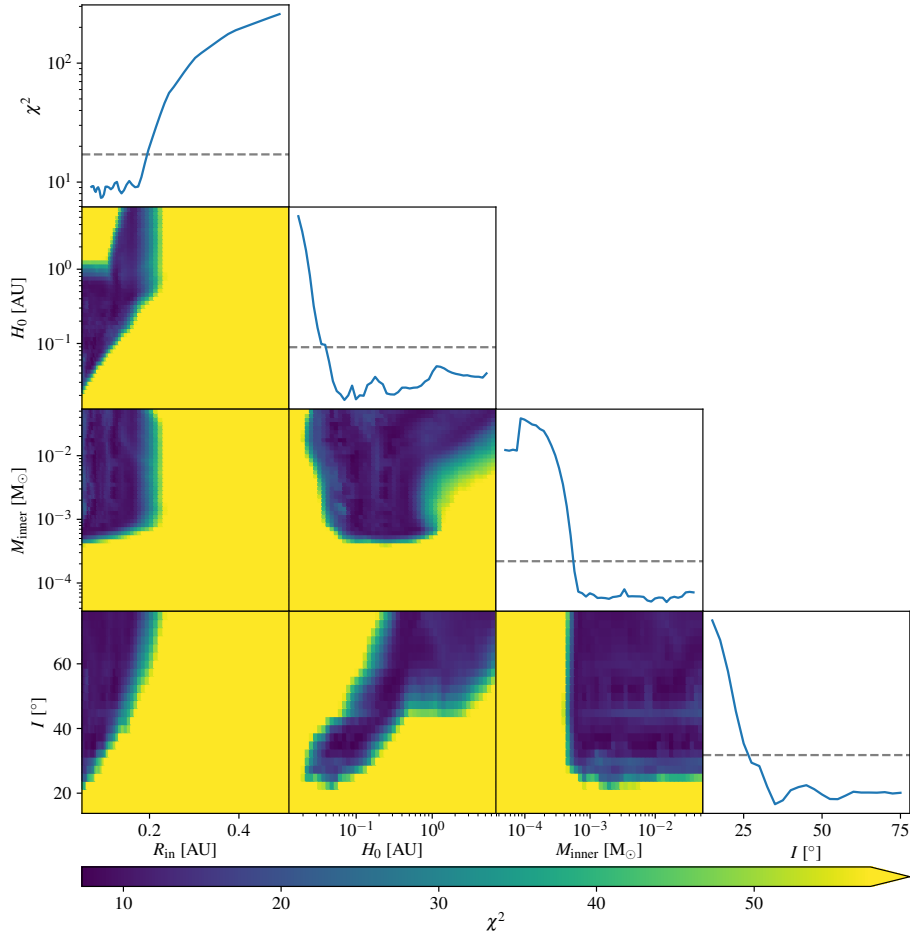 10²
χ²
10¹
10⁰
H₀ [AU]
10⁻¹
10⁻²
M_inner [M_⊙]
10⁻³
10⁻⁴
60
I [°]
40
20
0.2 0.4 10⁻¹ 10⁰ 10⁻⁴ 10⁻³ 10⁻² 25 50 75
R_in [AU] H₀ [AU] M_inner [M_⊙] I [°]
10 20 30 40 50
χ²